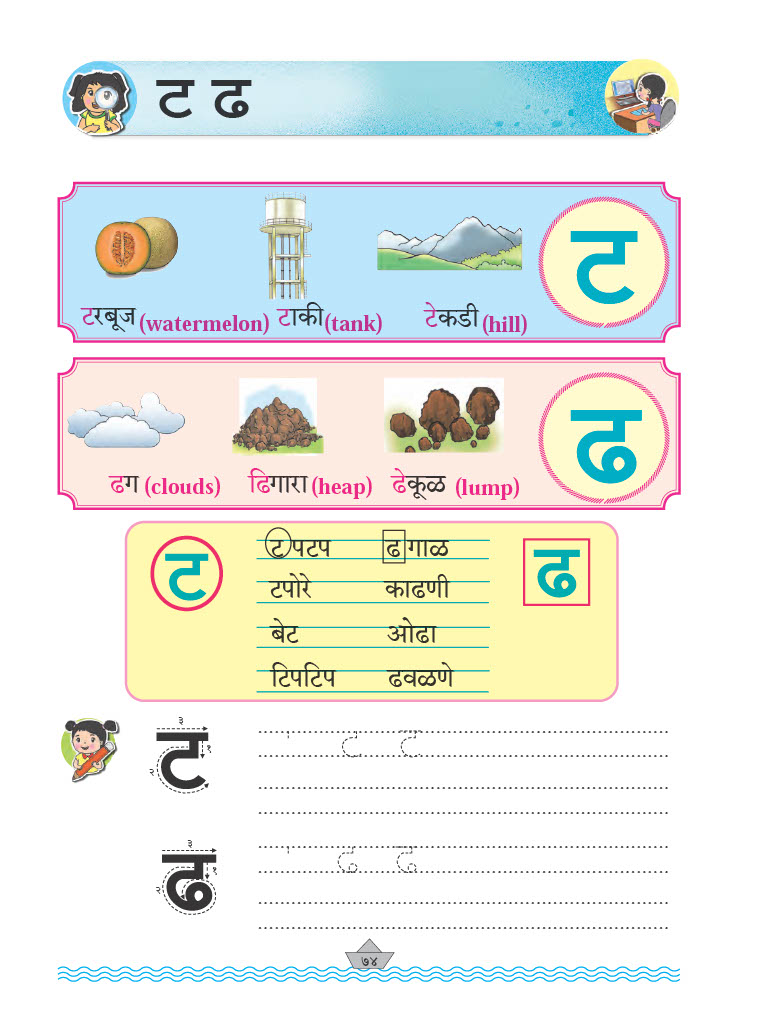 ट ढ
टरबूज (watermelon) टाकी (tank) टेकडी (hill)
ट
ढग (clouds) ढिगारा (heap) ढेकूळ (lump)
ढ
ट
टपटप ढगाळ
टपोरे काढणी
बेट ओढा
टिपटिप ढवळणे
ढ
३
ट
१
२
ट
३
ढ
१
२
ढ
७४